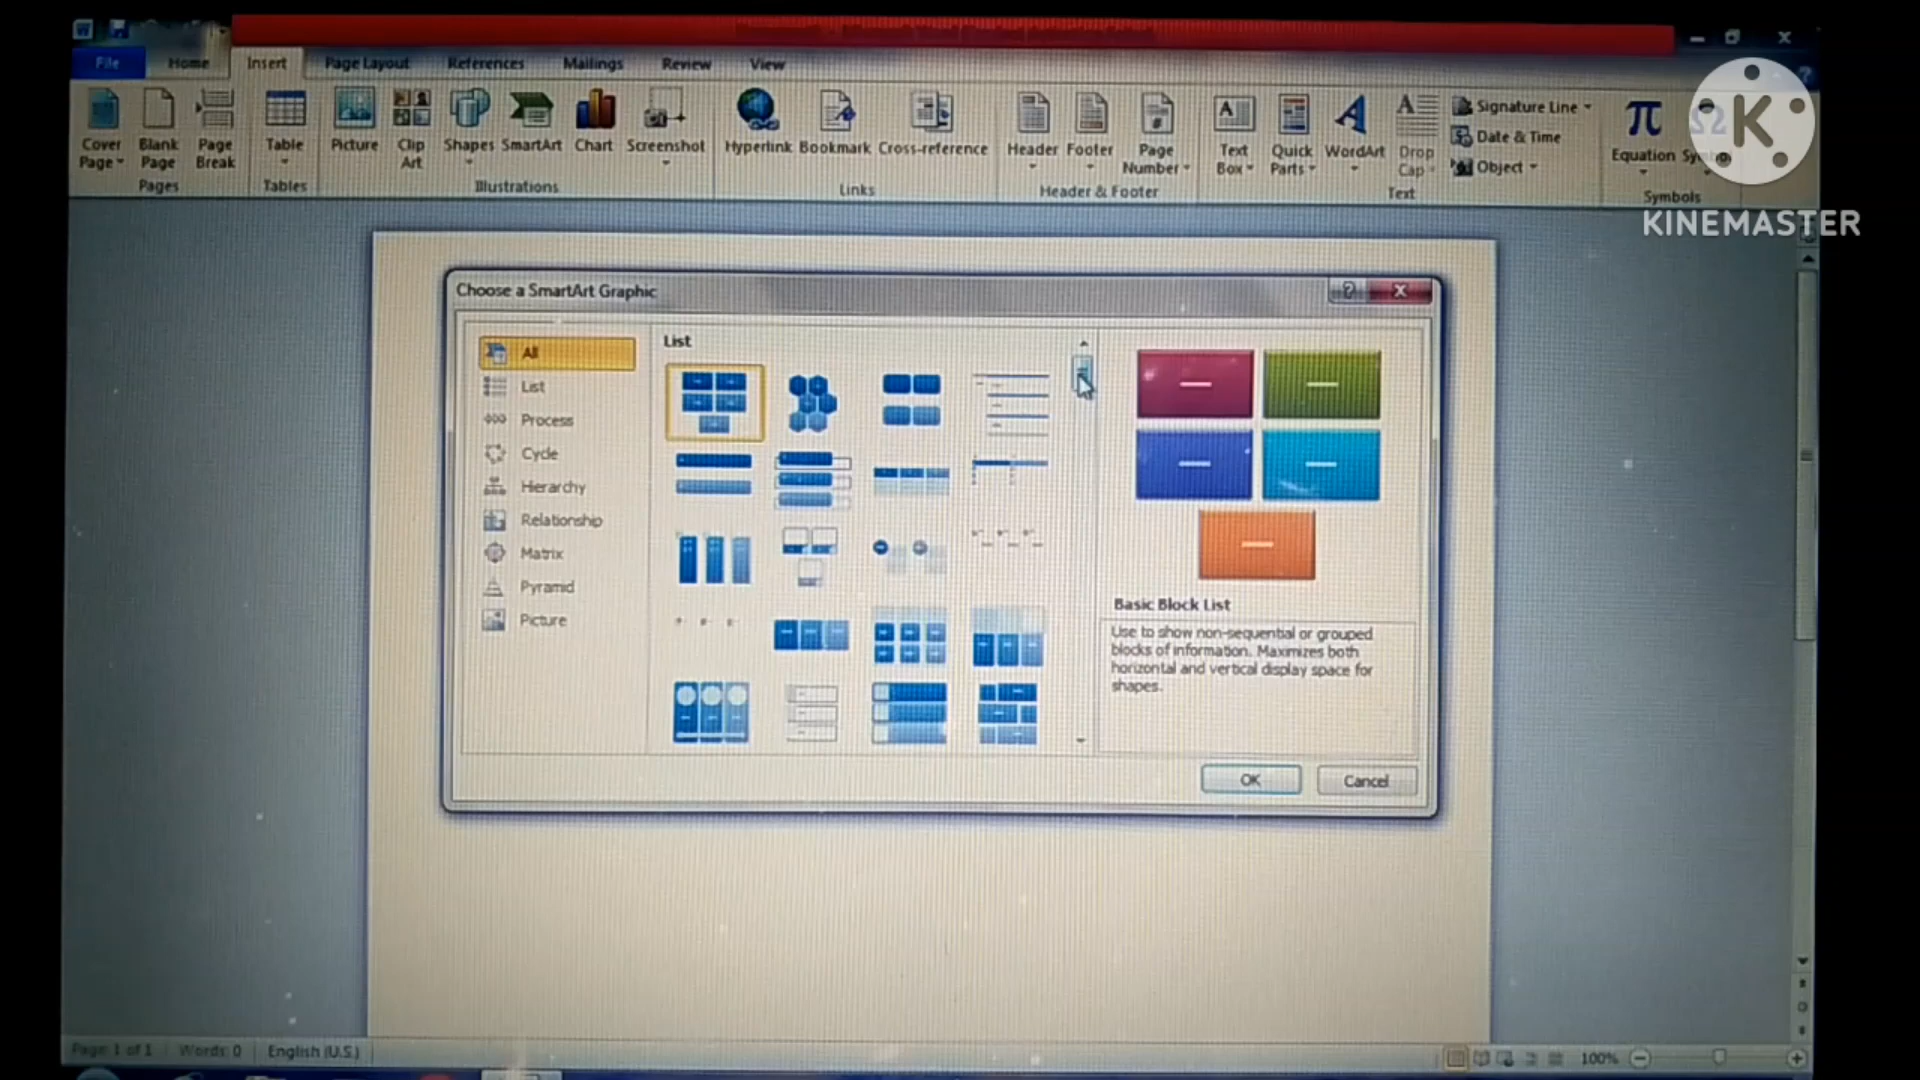 File Home Insert Page Layout References Mailings Review View
Cover Page Blank Page Page Break Table Picture Clip Art Shapes SmartArt Chart Screenshot Hyperlink Bookmark Cross-reference Header Footer Page Number Text Box Quick Parts WordArt Drop Cap Signature Line Date & Time Object Equation
Pages Tables Illustrations Links Header & Footer Text Symbols
K
KINEMASTER
Choose a SmartArt Graphic
All
List
Process
Cycle
Hierarchy
Relationship
Matrix
Pyramid
Picture
List
Basic Block List
Use to show non-sequential or grouped
blocks of information. Maximizes both
horizontal and vertical display space for
shapes.
OK Cancel
Page: 1 of 1 Words: 0 English (U.S.) 100%